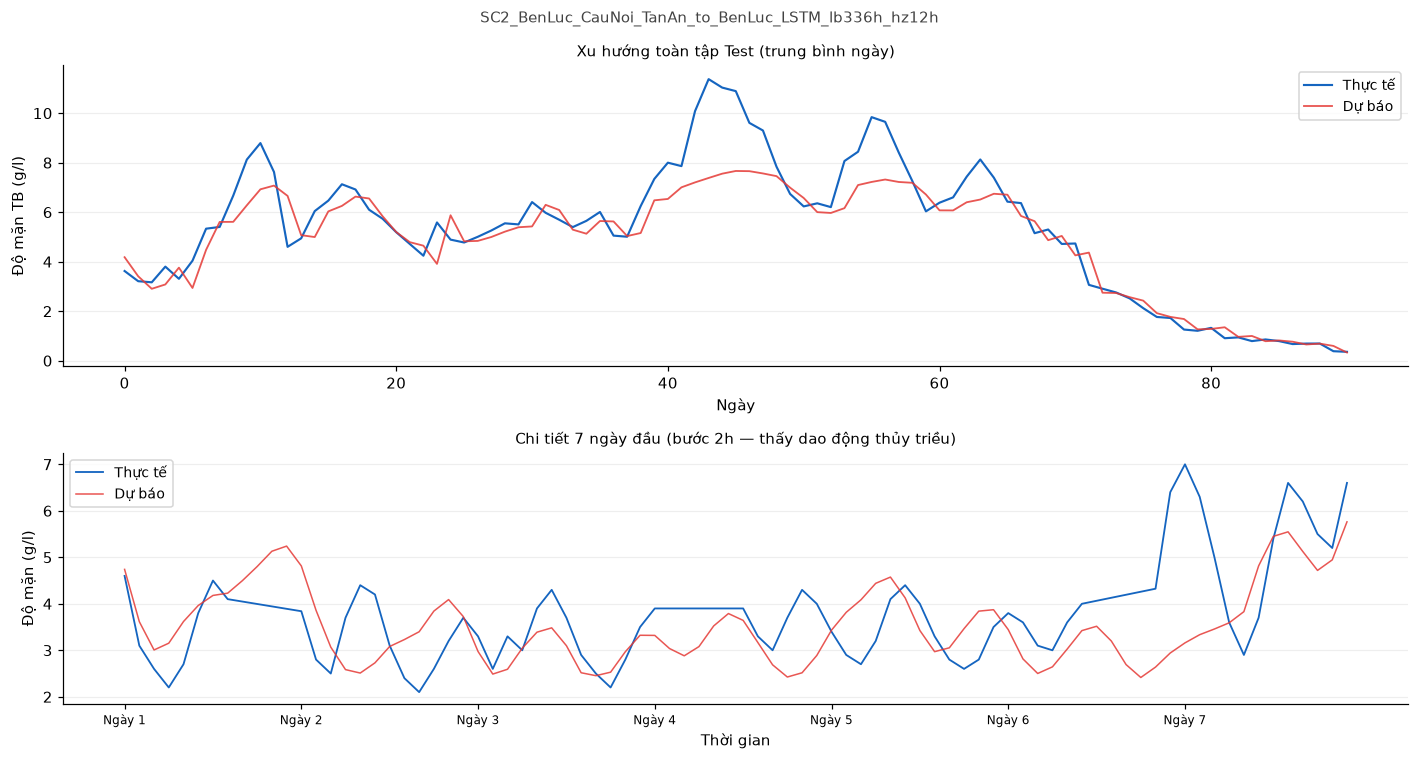 SC2_BenLuc_CauNoi_TanAn_to_BenLuc_LSTM_lb336h_hz12h
Xu hướng toàn tập Test (trung bình ngày)
Độ mặn TB (g/l)
10
8
6
4
2
0
Thực tế
Dự báo
0 20 40 60 80
Ngày
Chi tiết 7 ngày đầu (bước 2h — thấy dao động thủy triều)
Độ mặn (g/l)
7
6
5
4
3
2
Thực tế
Dự báo
Ngày 1 Ngày 2 Ngày 3 Ngày 4 Ngày 5 Ngày 6 Ngày 7
Thời gian